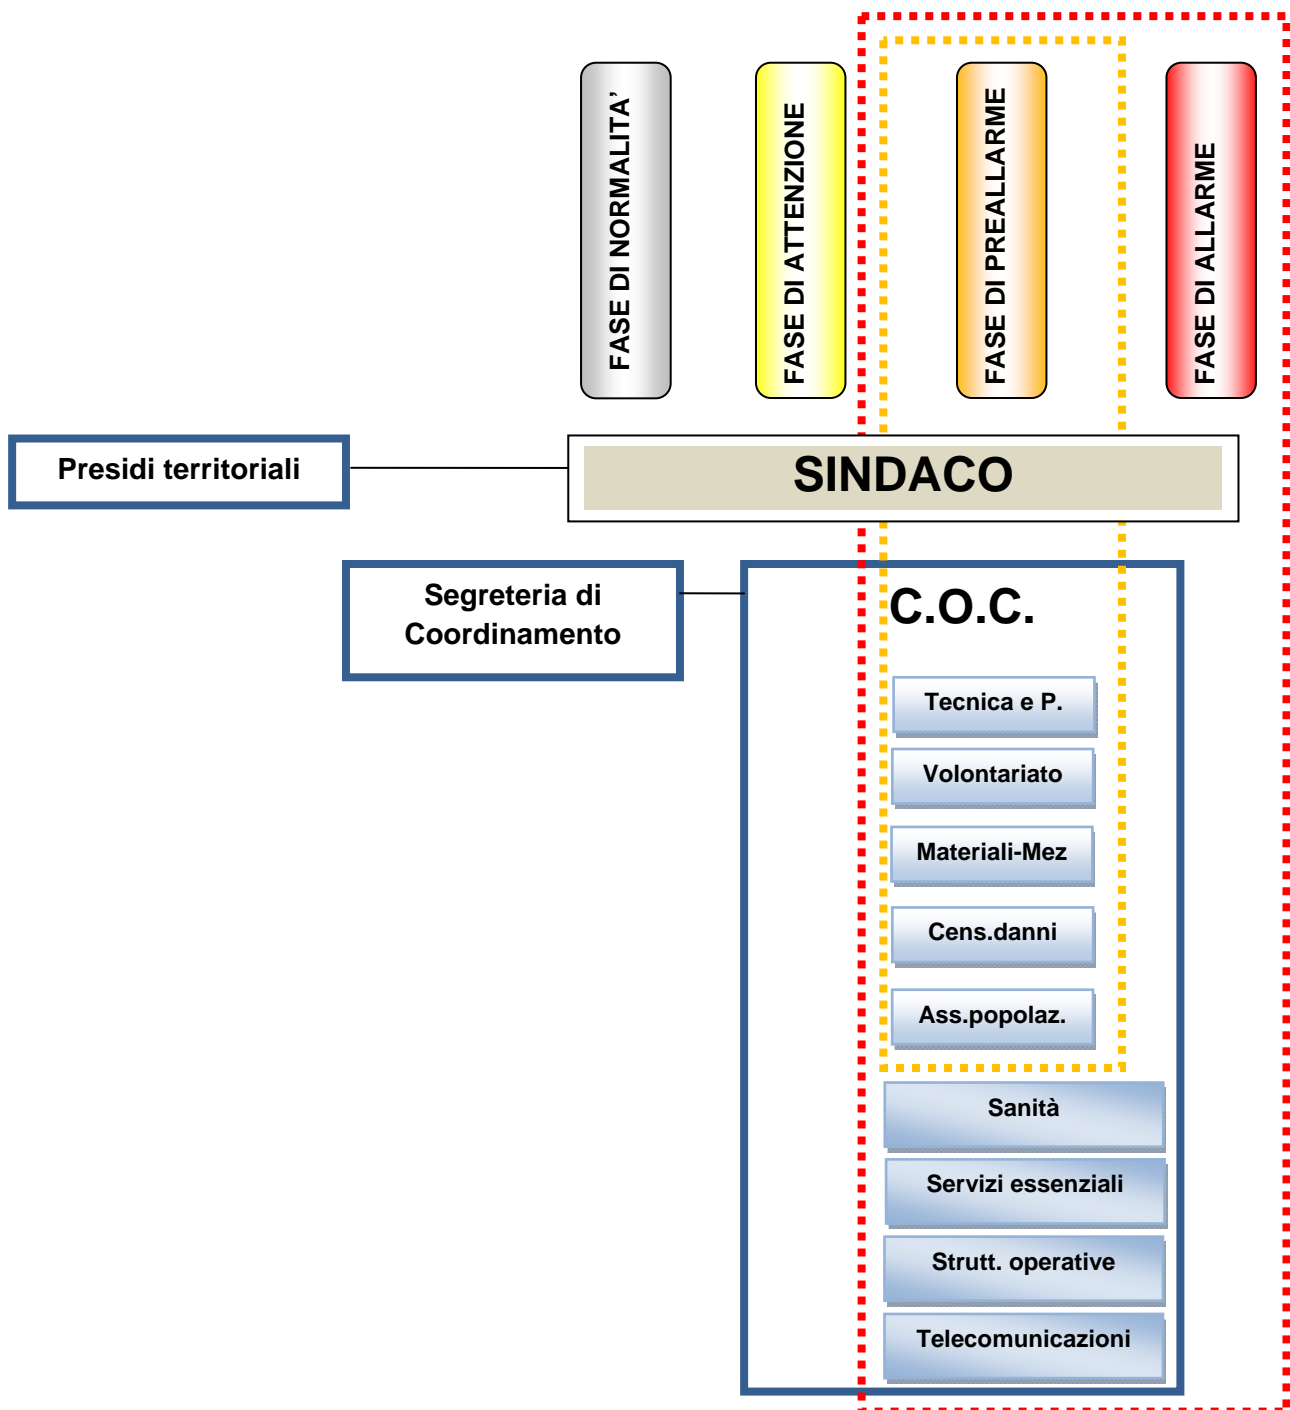 FASE DI NORMALITA’
FASE DI ATTENZIONE
FASE DI PREALLARME
FASE DI ALLARME
Presidi territoriali
SINDACO
Segreteria di
Coordinamento
C.O.C.
Tecnica e P.
Volontariato
Materiali-Mez
Cens.danni
Ass.popolaz.
Sanità
Servizi essenziali
Strutt. operative
Telecomunicazioni